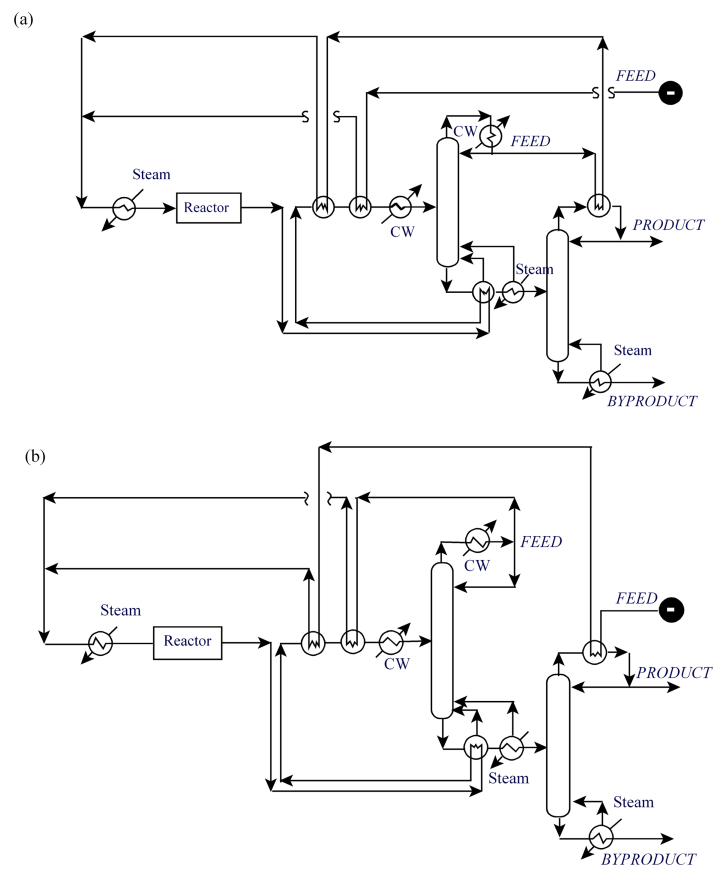 (a)
FEED
CW
FEED
Steam
Reactor
CW
PRODUCT
Steam
Steam
BYPRODUCT
(b)
FEED
CW
FEED
Steam
Reactor
CW
PRODUCT
Steam
Steam
BYPRODUCT